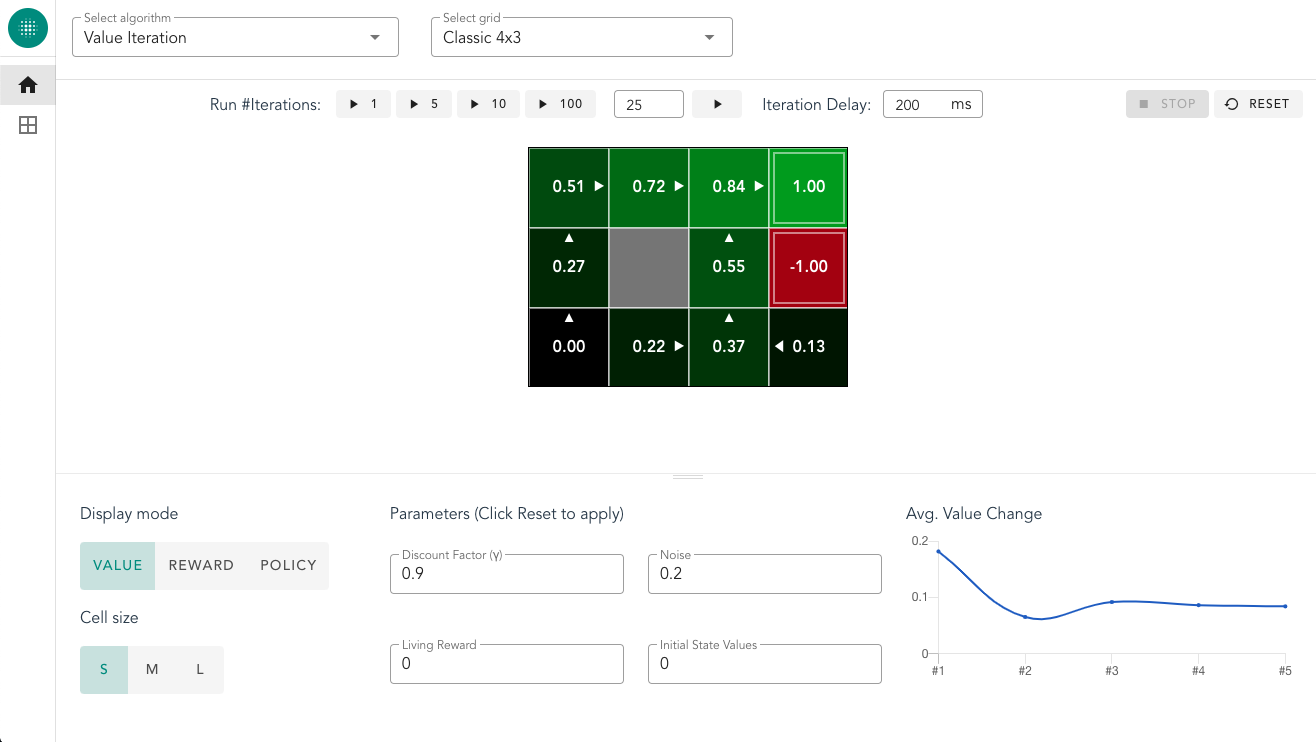 Select algorithm
Value Iteration
Select grid
Classic 4x3
Run #Iterations: 1 5 10 100 25 Iteration Delay: 200 ms STOP RESET
0.51 0.72 0.84 1.00
0.27 0.55 -1.00
0.00 0.22 0.37 0.13
Display mode
VALUE REWARD POLICY
Cell size
S M L
Parameters (Click Reset to apply)
Discount Factor (γ)
0.9
Noise
0.2
Living Reward
0
Initial State Values
0
Avg. Value Change
0.2
0.1
0
#1 #2 #3 #4 #5